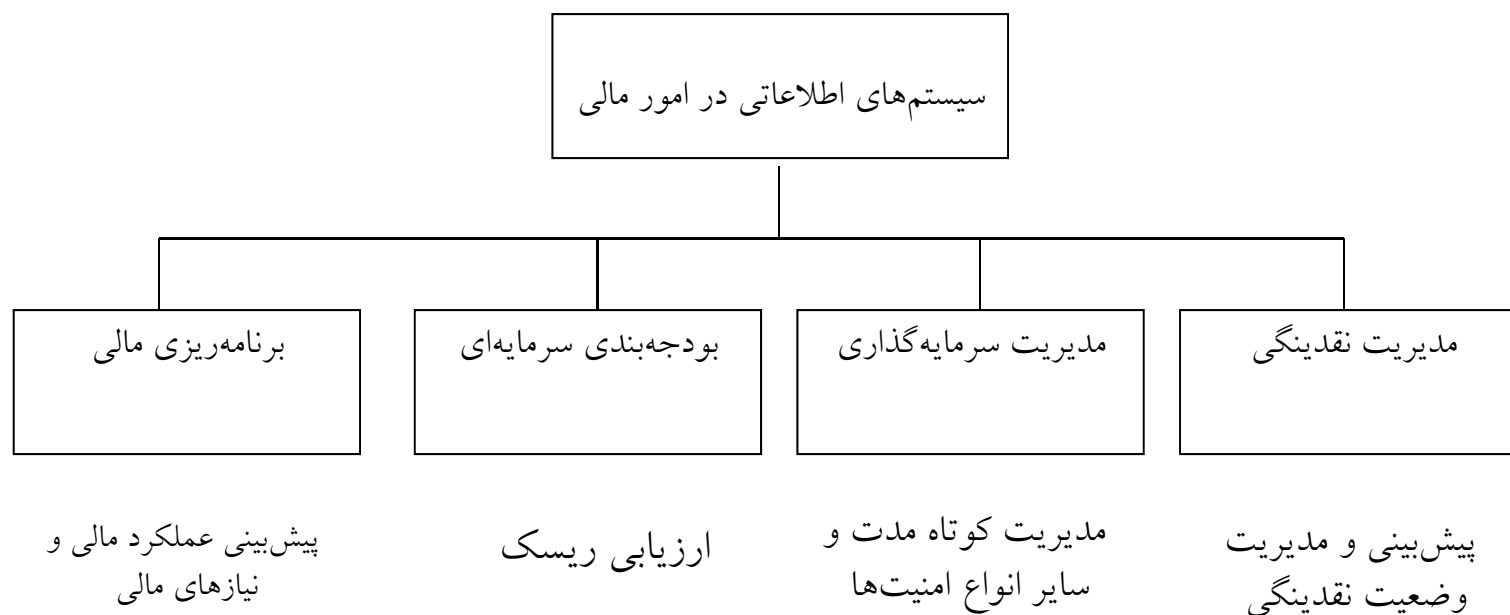 سیستم‌های اطلاعاتی در امور مالی
مدیریت نقدینگی
مدیریت سرمایه‌گذاری
بودجه‌بندی سرمایه‌ای
برنامه‌ریزی مالی
پیش‌بینی و مدیریت
وضعیت نقدینگی
مدیریت کوتاه مدت و
سایر انواع امنیت‌ها
ارزیابی ریسک
پیش‌بینی عملکرد مالی و
نیازهای مالی